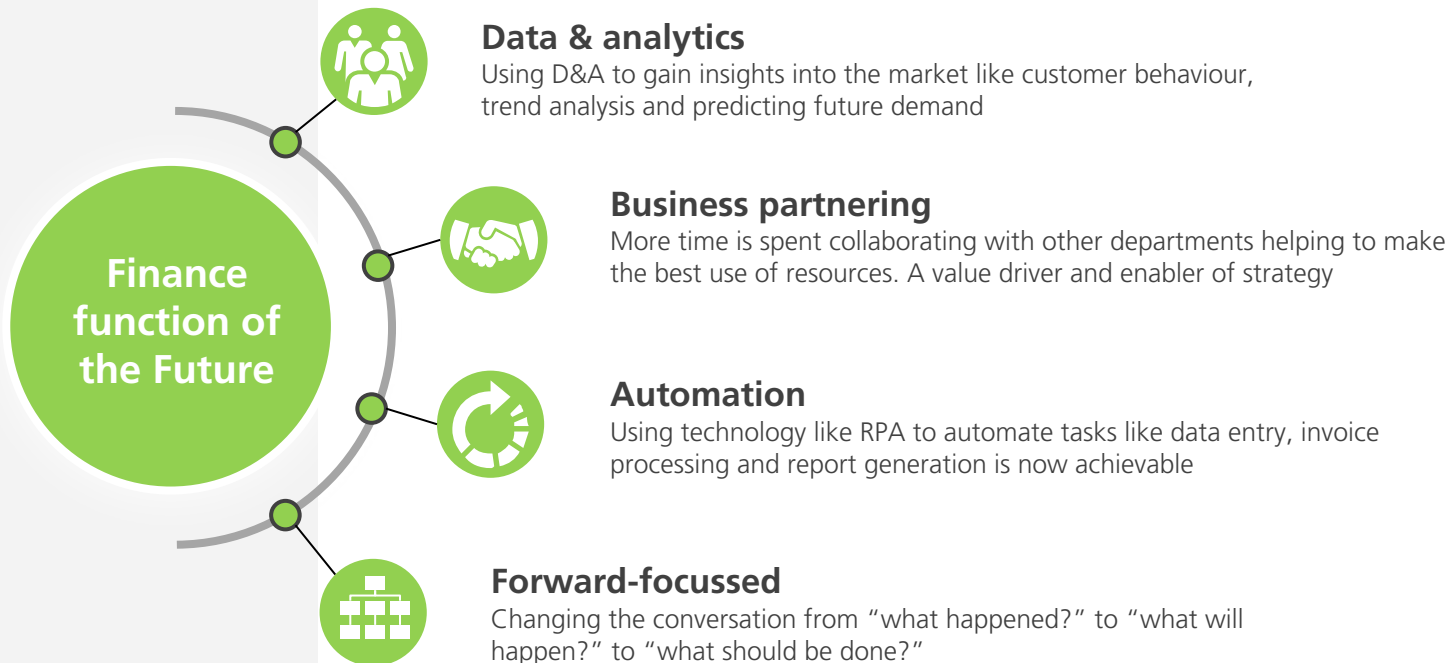 Data & analytics
Using D&A to gain insights into the market like customer behaviour,
trend analysis and predicting future demand
Business partnering
More time is spent collaborating with other departments helping to make
the best use of resources. A value driver and enabler of strategy
Finance
function of
the Future
Automation
Using technology like RPA to automate tasks like data entry, invoice
processing and report generation is now achievable
Forward-focussed
Changing the conversation from “what happened?” to “what will
happen?” to “what should be done?”